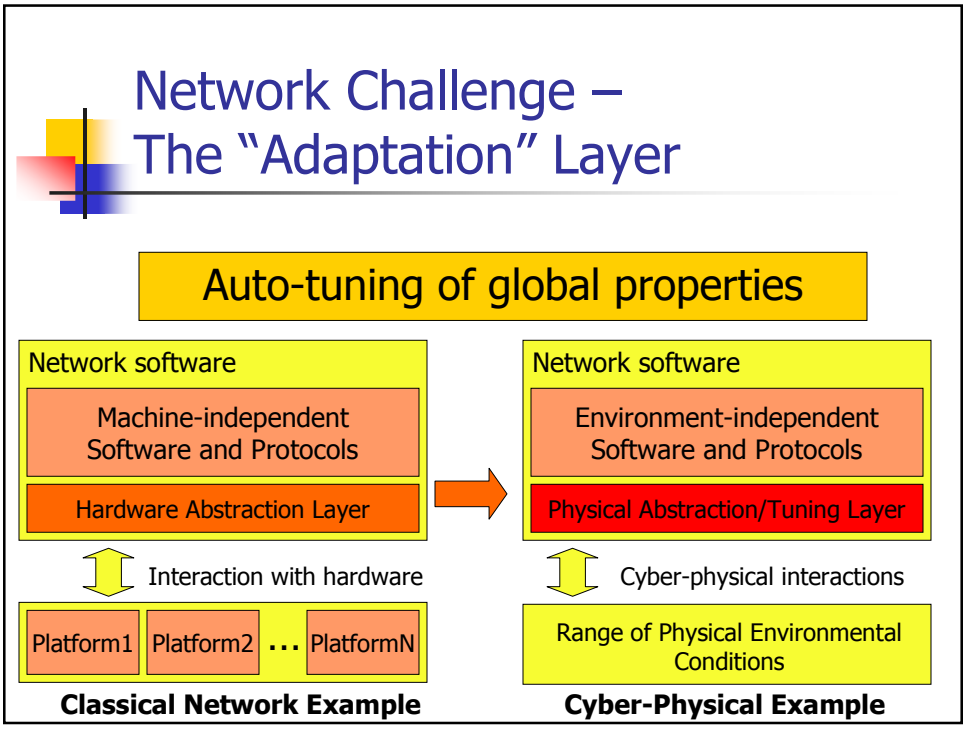 Network Challenge –
The “Adaptation” Layer
Auto-tuning of global properties
Network software
Machine-independent
Software and Protocols
Hardware Abstraction Layer
Interaction with hardware
Platform1
Platform2
...
PlatformN
Classical Network Example
Network software
Environment-independent
Software and Protocols
Physical Abstraction/Tuning Layer
Cyber-physical interactions
Range of Physical Environmental
Conditions
Cyber-Physical Example